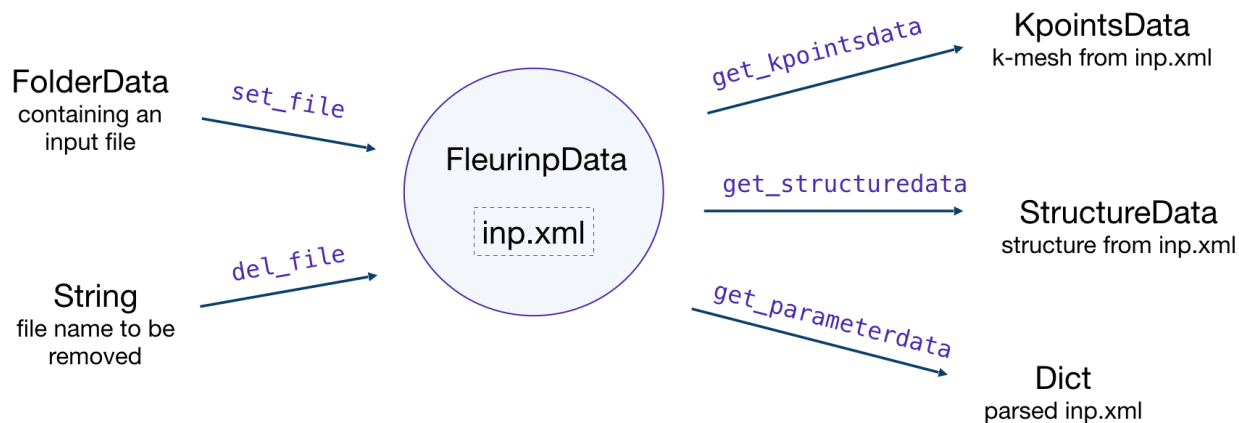 FolderData
containing an
input file
set_file
String
file name to be
removed
del_file
FleurinpData
inp.xml
get_kpointsdata
KpointsData
k-mesh from inp.xml
get_structuredata
StructureData
structure from inp.xml
get_parameterdata
Dict
parsed inp.xml